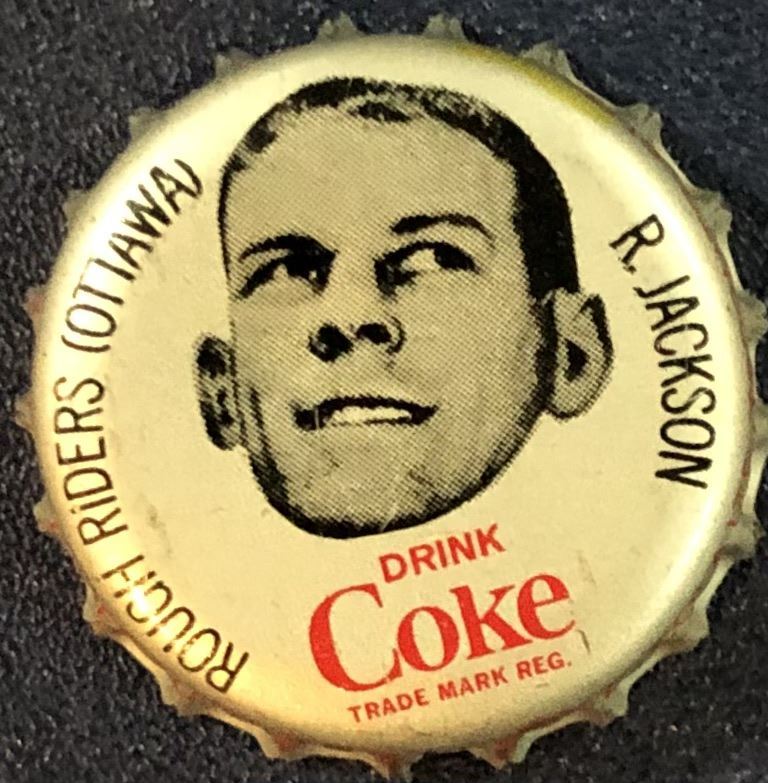 ROUGH RIDERS (OTTAWA)
R. JACKSON
DRINK
Coke
TRADE MARK REG.